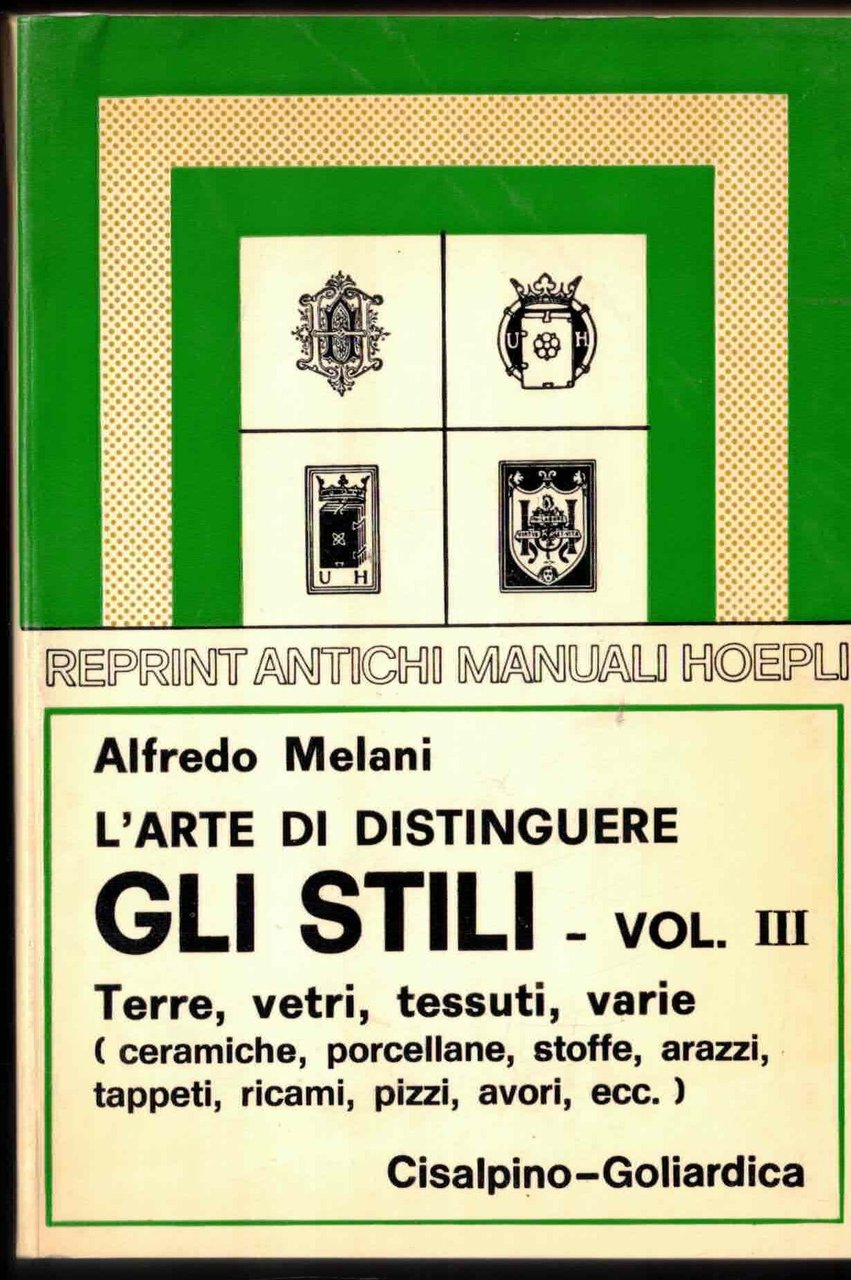 U H
U H
REPRINT ANTICHI MANUALI HOEPLI
Alfredo Melani
L'ARTE DI DISTINGUERE
GLI STILI - VOL. III
Terre, vetri, tessuti, varie
( ceramiche, porcellane, stoffe, arazzi,
tappeti, ricami, pizzi, avori, ecc. )
Cisalpino-Goliardica